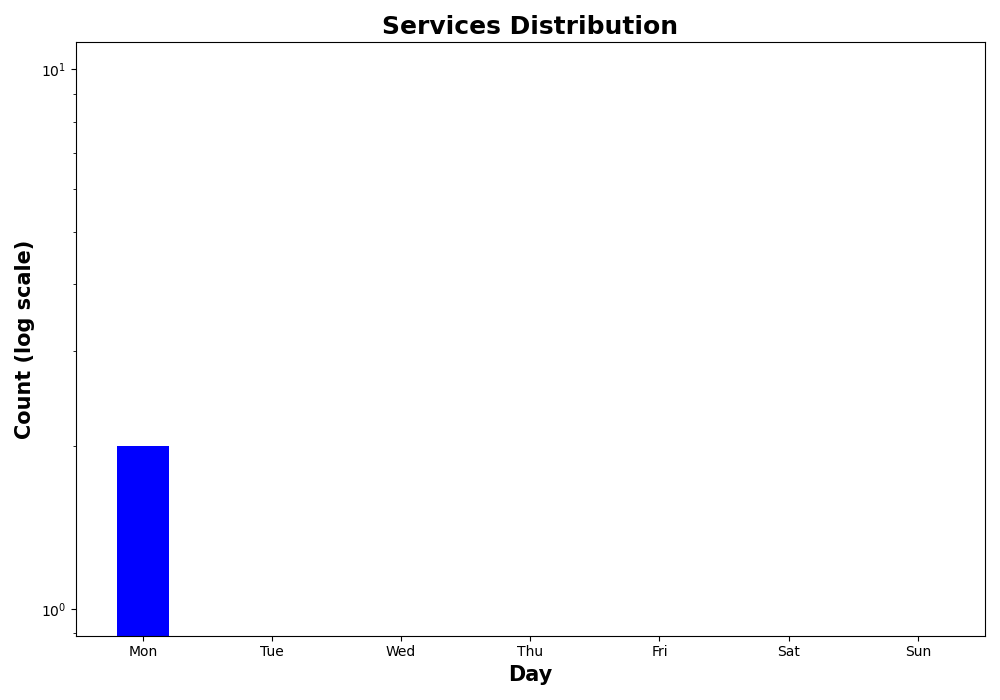 Services Distribution
Count (log scale)
10¹
10⁰
Mon Tue Wed Thu Fri Sat Sun
Day